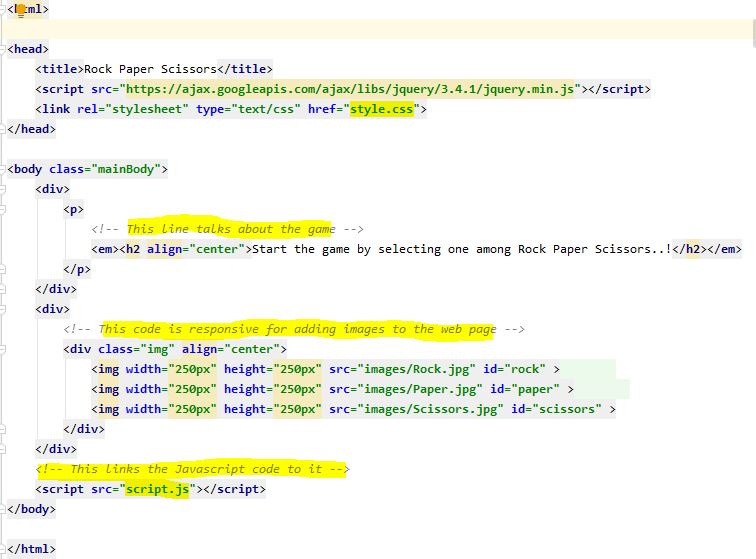 <html>
<head>
<title>Rock Paper Scissors</title>
<script src="https://ajax.googleapis.com/ajax/libs/jquery/3.4.1/jquery.min.js"></script>
<link rel="stylesheet" type="text/css" href="style.css">
</head>
<body class="mainBody">
<div>
<p>
<!-- This line talks about the game -->
<em><h2 align="center">Start the game by selecting one among Rock Paper Scissors..!</h2></em>
</p>
</div>
<div>
<!-- This code is responsive for adding images to the web page -->
<div class="img" align="center">
<img width="250px" height="250px" src="images/Rock.jpg" id="rock" >
<img width="250px" height="250px" src="images/Paper.jpg" id="paper" >
<img width="250px" height="250px" src="images/Scissors.jpg" id="scissors" >
</div>
</div>
<!-- This links the Javascript code to it -->
<script src="script.js"></script>
</body>
</html>